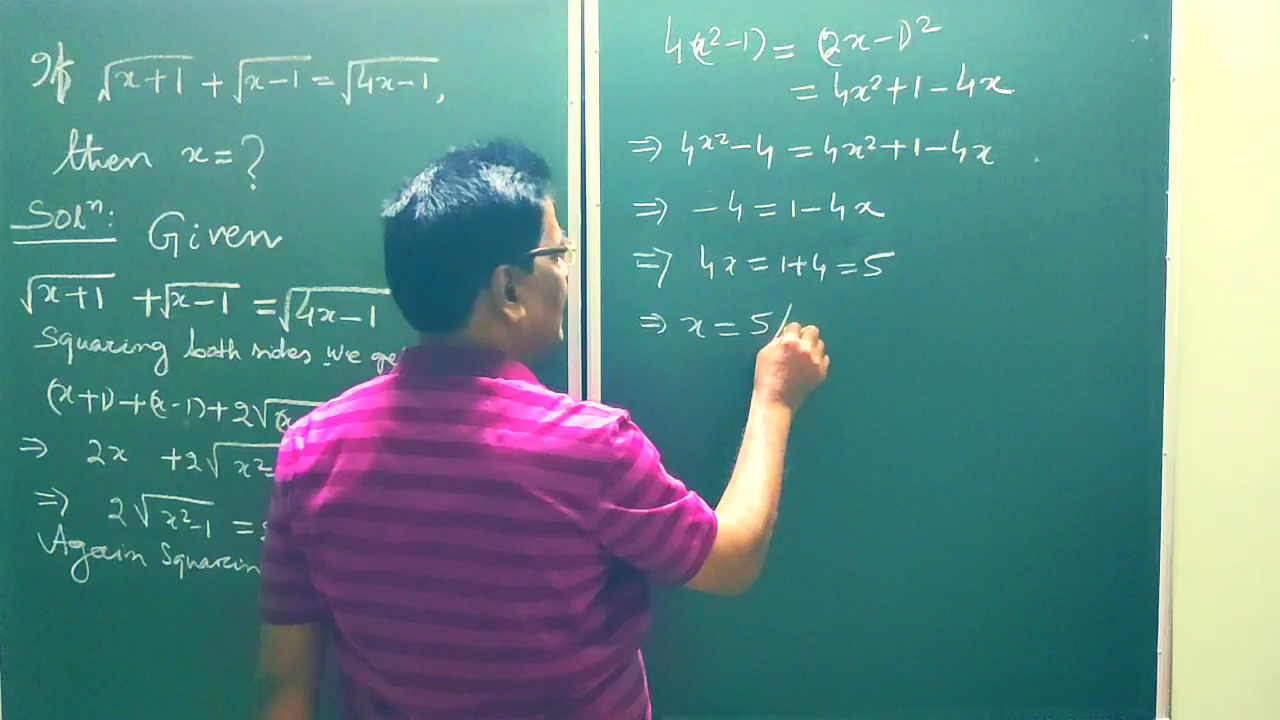 If √(x+1) + √(x-1) = √(4x-1),
then x = ?
Solⁿ: Given
√(x+1) + √(x-1) = √(4x-1)
Squaring both sides we ge
(x+1) + (x-1) + 2√(x
⇒ 2x + 2√(x²-
⇒ 2√(x²-1) =
Again Squarin
4(x²-1) = (2x-1)²
= 4x²+1-4x
⇒ 4x²-4 = 4x²+1-4x
⇒ -4 = 1-4x
⇒ 4x = 1+4 = 5
⇒ x = 5/